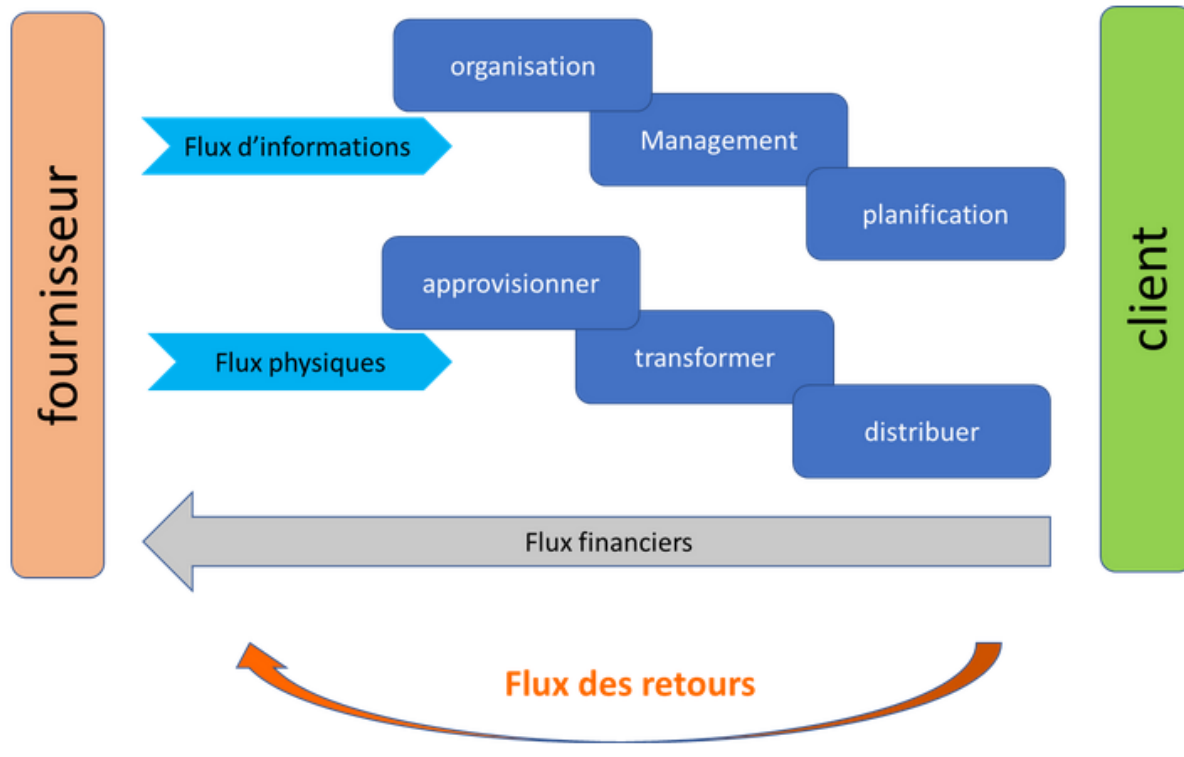 fournisseur
organisation
Flux d’informations
Management
planification
approvisionner
Flux physiques
transformer
distribuer
Flux financiers
Flux des retours
client